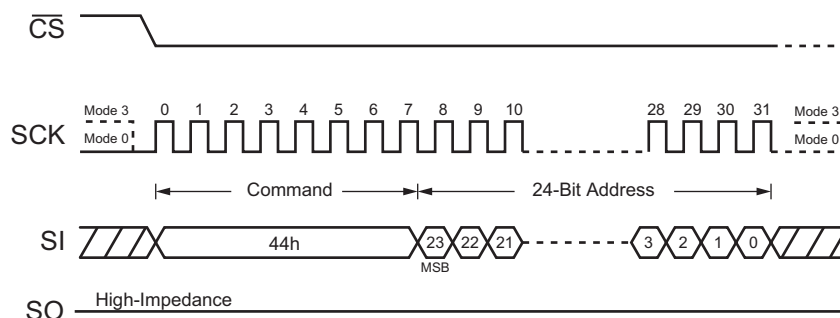 CS
Mode 3 0 1 2 3 4 5 6 7 8 9 10 28 29 30 31 Mode 3
SCK
Mode 0 Mode 0
Command 24-Bit Address
SI 44h 23 22 21 3 2 1 0
MSB
High-Impedance
SO